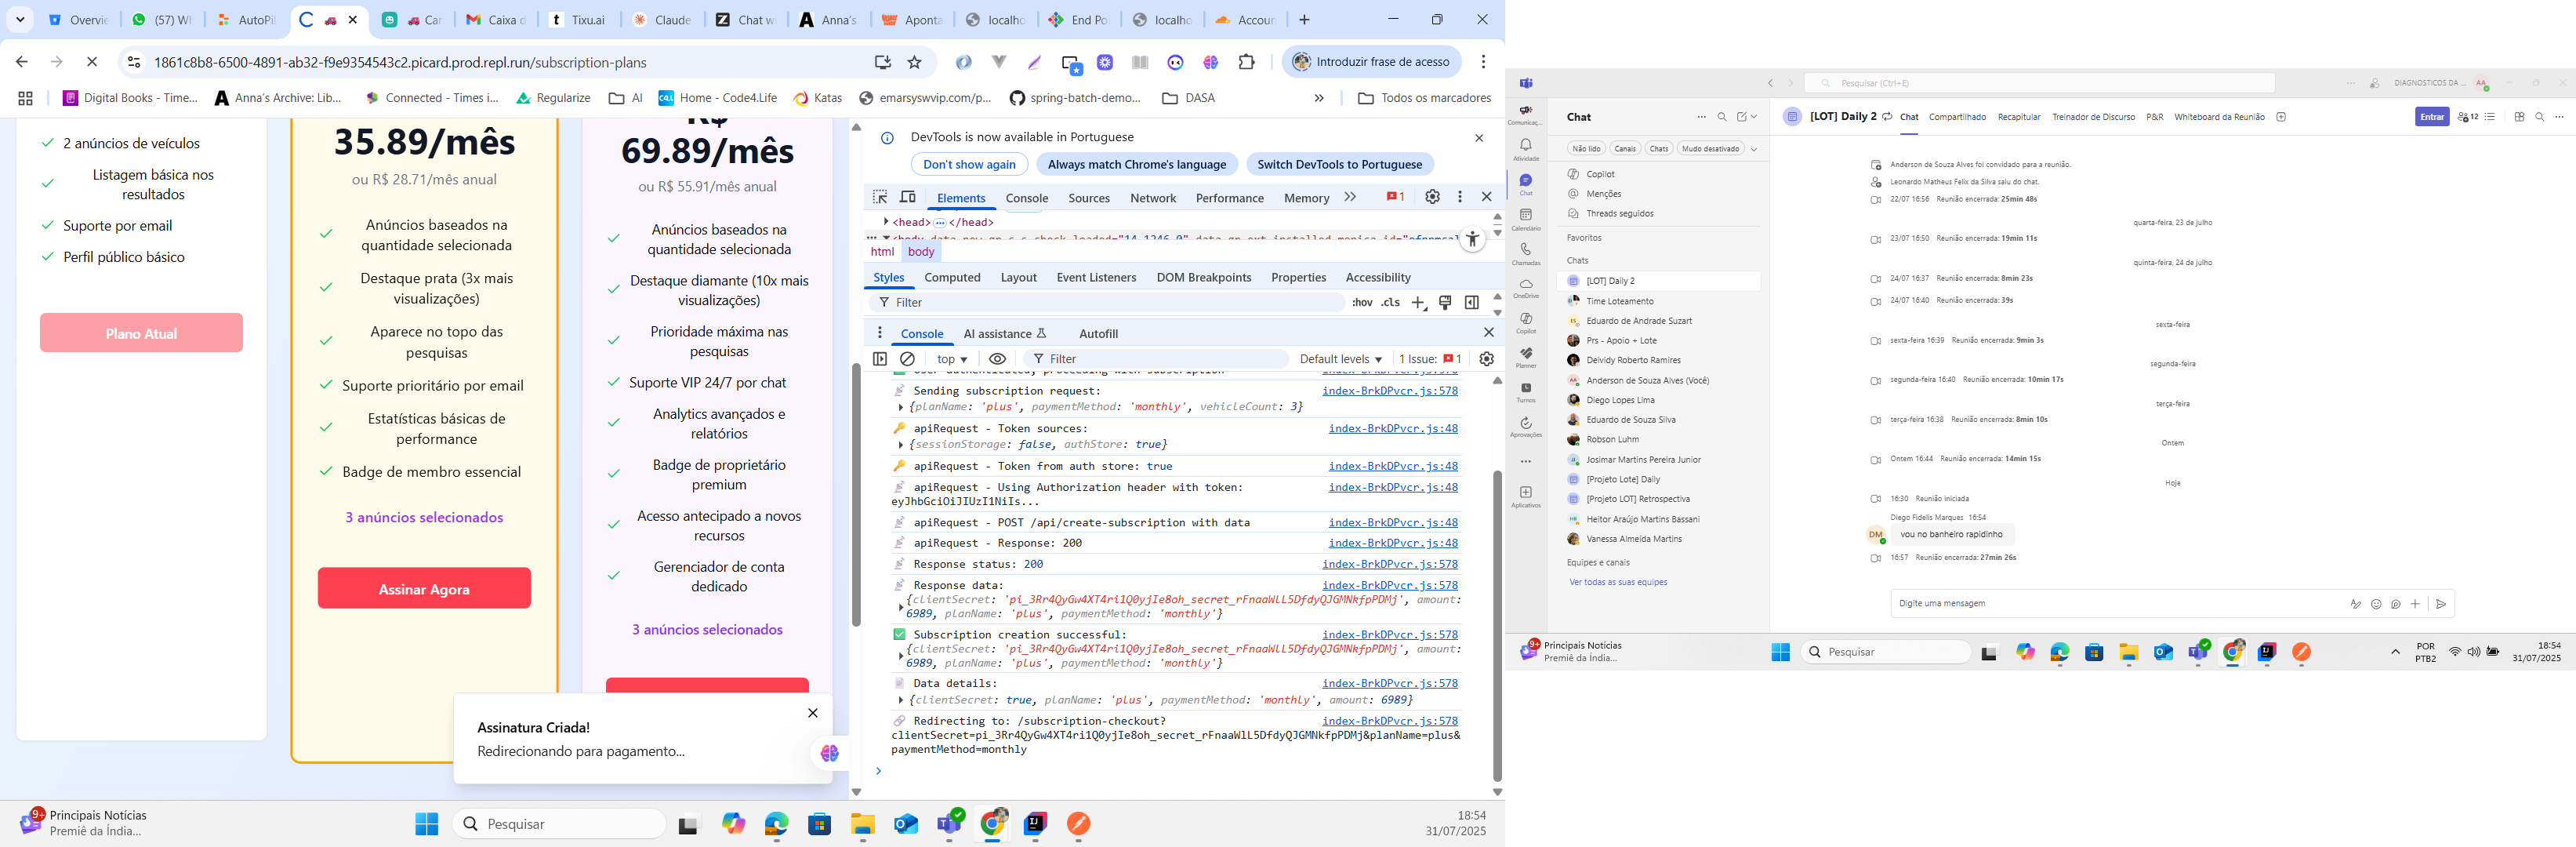 Overvie
(57) Wh
AutoPil
Car
Caixa d
Tixu.ai
Claude
Chat w
Anna's
Aponta
localho
End Po
localho
Accoun
1861c8b8-6500-4891-ab32-f9e9354543c2.picard.prod.repl.run/subscription-plans
Introduzir frase de acesso
Digital Books - Time...
Anna's Archive: Lib...
Connected - Times i...
Regularize
AI
Home - Code4.Life
Katas
emarsyswvip.com/p...
spring-batch-demo...
DASA
Todos os marcadores
2 anúncios de veículos
Listagem básica nos
resultados
Suporte por email
Perfil público básico
Plano Atual
35.89/mês
ou R$ 28.71/mês anual
Anúncios baseados na
quantidade selecionada
Destaque prata (3x mais
visualizações)
Aparece no topo das
pesquisas
Suporte prioritário por email
Estatísticas básicas de
performance
Badge de membro essencial
3 anúncios selecionados
Assinar Agora
R$
69.89/mês
ou R$ 55.91/mês anual
Anúncios baseados na
quantidade selecionada
Destaque diamante (10x mais
visualizações)
Prioridade máxima nas
pesquisas
Suporte VIP 24/7 por chat
Analytics avançados e
relatórios
Badge de proprietário
premium
Acesso antecipado a novos
recursos
Gerenciador de conta
dedicado
3 anúncios selecionados
Assinatura Criada!
Redirecionando para pagamento...
DevTools is now available in Portuguese
Don't show again
Always match Chrome's language
Switch DevTools to Portuguese
Elements Console Sources Network Performance Memory
1
<head> ... </head>
html body
Styles Computed Layout Event Listeners DOM Breakpoints Properties Accessibility
Filter
:hov .cls
Console AI assistance Autofill
top Filter Default levels 1 Issue: 1
User authenticated, proceeding with subscription index-BrkDPvcr.js:578
Sending subscription request: index-BrkDPvcr.js:578
{planName: 'plus', paymentMethod: 'monthly', vehicleCount: 3}
apiRequest - Token sources: index-BrkDPvcr.js:48
{sessionStorage: false, authStore: true}
apiRequest - Token from auth store: true index-BrkDPvcr.js:48
apiRequest - Using Authorization header with token: index-BrkDPvcr.js:48
eyJhbGciOiJIUzI1NiIs...
apiRequest - POST /api/create-subscription with data index-BrkDPvcr.js:48
apiRequest - Response: 200 index-BrkDPvcr.js:48
Response status: 200 index-BrkDPvcr.js:578
Response data: index-BrkDPvcr.js:578
{clientSecret: 'pi_3Rr4QyGw4XT4ri1Q0yjIe8oh_secret_rFnaaWlL5DfdyQJGMNkfpPDMj', amount:
6989, planName: 'plus', paymentMethod: 'monthly'}
Subscription creation successful: index-BrkDPvcr.js:578
{clientSecret: 'pi_3Rr4QyGw4XT4ri1Q0yjIe8oh_secret_rFnaaWlL5DfdyQJGMNkfpPDMj', amount:
6989, planName: 'plus', paymentMethod: 'monthly'}
Data details: index-BrkDPvcr.js:578
{clientSecret: true, planName: 'plus', paymentMethod: 'monthly', amount: 6989}
Redirecting to: /subscription-checkout? index-BrkDPvcr.js:578
clientSecret=pi_3Rr4QyGw4XT4ri1Q0yjIe8oh_secret_rFnaaWlL5DfdyQJGMNkfpPDMj&planName=plus&
paymentMethod=monthly
9+
Principais Notícias
Premiê da Índia...
Pesquisar
18:54
31/07/2025
Pesquisar (Ctrl+E)
DIAGNOSTICOS DA ...
AA
Comunicaç...
Atividade
Chat
Calendário
Chamadas
OneDrive
Copilot
Planner
Turnos
Aprovações
Aplicativos
Chat
Não lido Canais Chats Mudo desativado
Copilot
Menções
Threads seguidos
Favoritos
Chats
[LOT] Daily 2
Time Loteamento
Eduardo de Andrade Suzart
Prs - Apoio + Lote
Deividy Roberto Ramires
Anderson de Souza Alves (Você)
Diego Lopes Lima
Eduardo de Souza Silva
Robson Luhm
Josimar Martins Pereira Junior
[Projeto Lote] Daily
[Projeto LOT] Retrospectiva
Heitor Araújo Martins Bassani
Vanessa Almeida Martins
Equipes e canais
Ver todas as suas equipes
[LOT] Daily 2 Chat Compartilhado Recapitular Treinador de Discurso P&R Whiteboard da Reunião
Entrar
12
Anderson de Souza Alves foi convidado para a reunião.
Leonardo Matheus Felix da Silva saiu do chat.
22/07 16:56 Reunião encerrada: 25min 48s
quarta-feira, 23 de julho
23/07 16:50 Reunião encerrada: 19min 11s
quinta-feira, 24 de julho
24/07 16:37 Reunião encerrada: 8min 23s
24/07 16:40 Reunião encerrada: 39s
sexta-feira
sexta-feira 16:39 Reunião encerrada: 9min 3s
segunda-feira
segunda-feira 16:40 Reunião encerrada: 10min 17s
terça-feira
terça-feira 16:38 Reunião encerrada: 8min 10s
Ontem
Ontem 16:44 Reunião encerrada: 14min 15s
Hoje
16:30 Reunião iniciada
Diego Fidelis Marques 16:54
DM
vou no banheiro rapidinho
16:57 Reunião encerrada: 27min 26s
Digite uma mensagem
9+
Principais Notícias
Premiê da Índia...
Pesquisar
POR
PTB2
18:54
31/07/2025